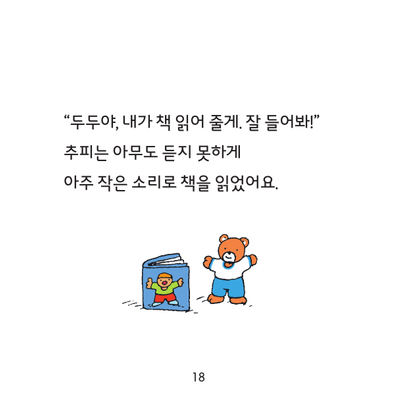 “두두야, 내가 책 읽어 줄게. 잘 들어봐!”
추피는 아무도 듣지 못하게
아주 작은 소리로 책을 읽었어요.
18